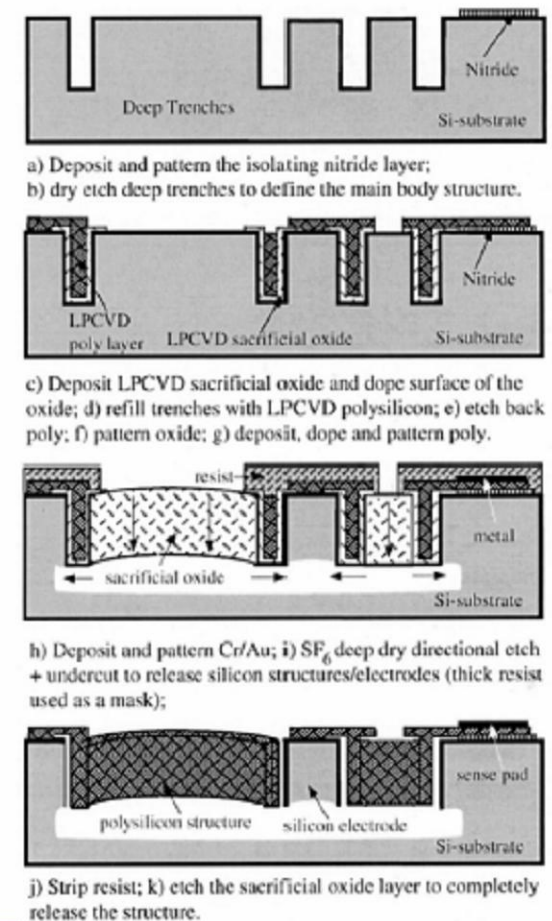 Nitride
Deep Trenches
Si-substrate
a) Deposit and pattern the isolating nitride layer;
b) dry etch deep trenches to define the main body structure.
Nitride
LPCVD
poly layer
LPCVD sacrificial oxide
Si-substrate
c) Deposit LPCVD sacrificial oxide and dope surface of the
oxide; d) refill trenches with LPCVD polysilicon; e) etch back
poly; f) pattern oxide; g) deposit, dope and pattern poly.
resist
metal
sacrificial oxide
Si-substrate
h) Deposit and pattern Cr/Au; i) SF6 deep dry directional etch
+ undercut to release silicon structures/electrodes (thick resist
used as a mask);
sense pad
polysilicon structure
silicon electrode
Si-substrate
j) Strip resist; k) etch the sacrificial oxide layer to completely
release the structure.